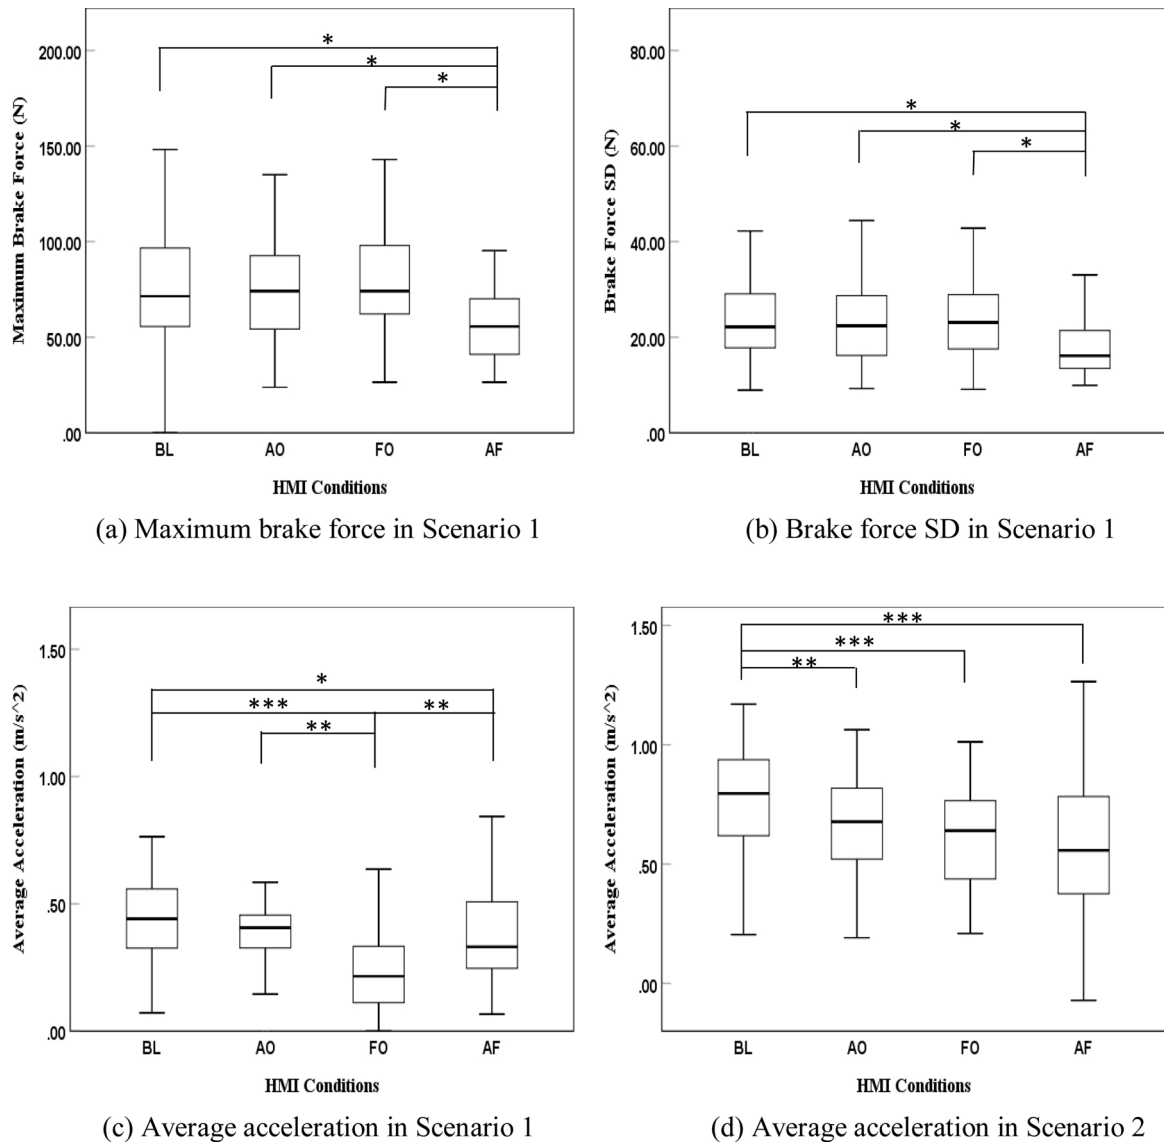 Maximum Brake Force (N)
200.00
150.00
100.00
50.00
.00
*
*
*
BL AO FO AF
HMI Conditions
(a) Maximum brake force in Scenario 1
Brake Force SD (N)
80.00
60.00
40.00
20.00
.00
*
*
*
BL AO FO AF
HMI Conditions
(b) Brake force SD in Scenario 1
Average Acceleration (m/s^2)
1.50
1.00
.50
.00
*
*** **
**
BL AO FO AF
HMI Conditions
(c) Average acceleration in Scenario 1
Average Acceleration (m/s^2)
1.50
1.00
.50
.00
***
***
**
BL AO FO AF
HMI Conditions
(d) Average acceleration in Scenario 2